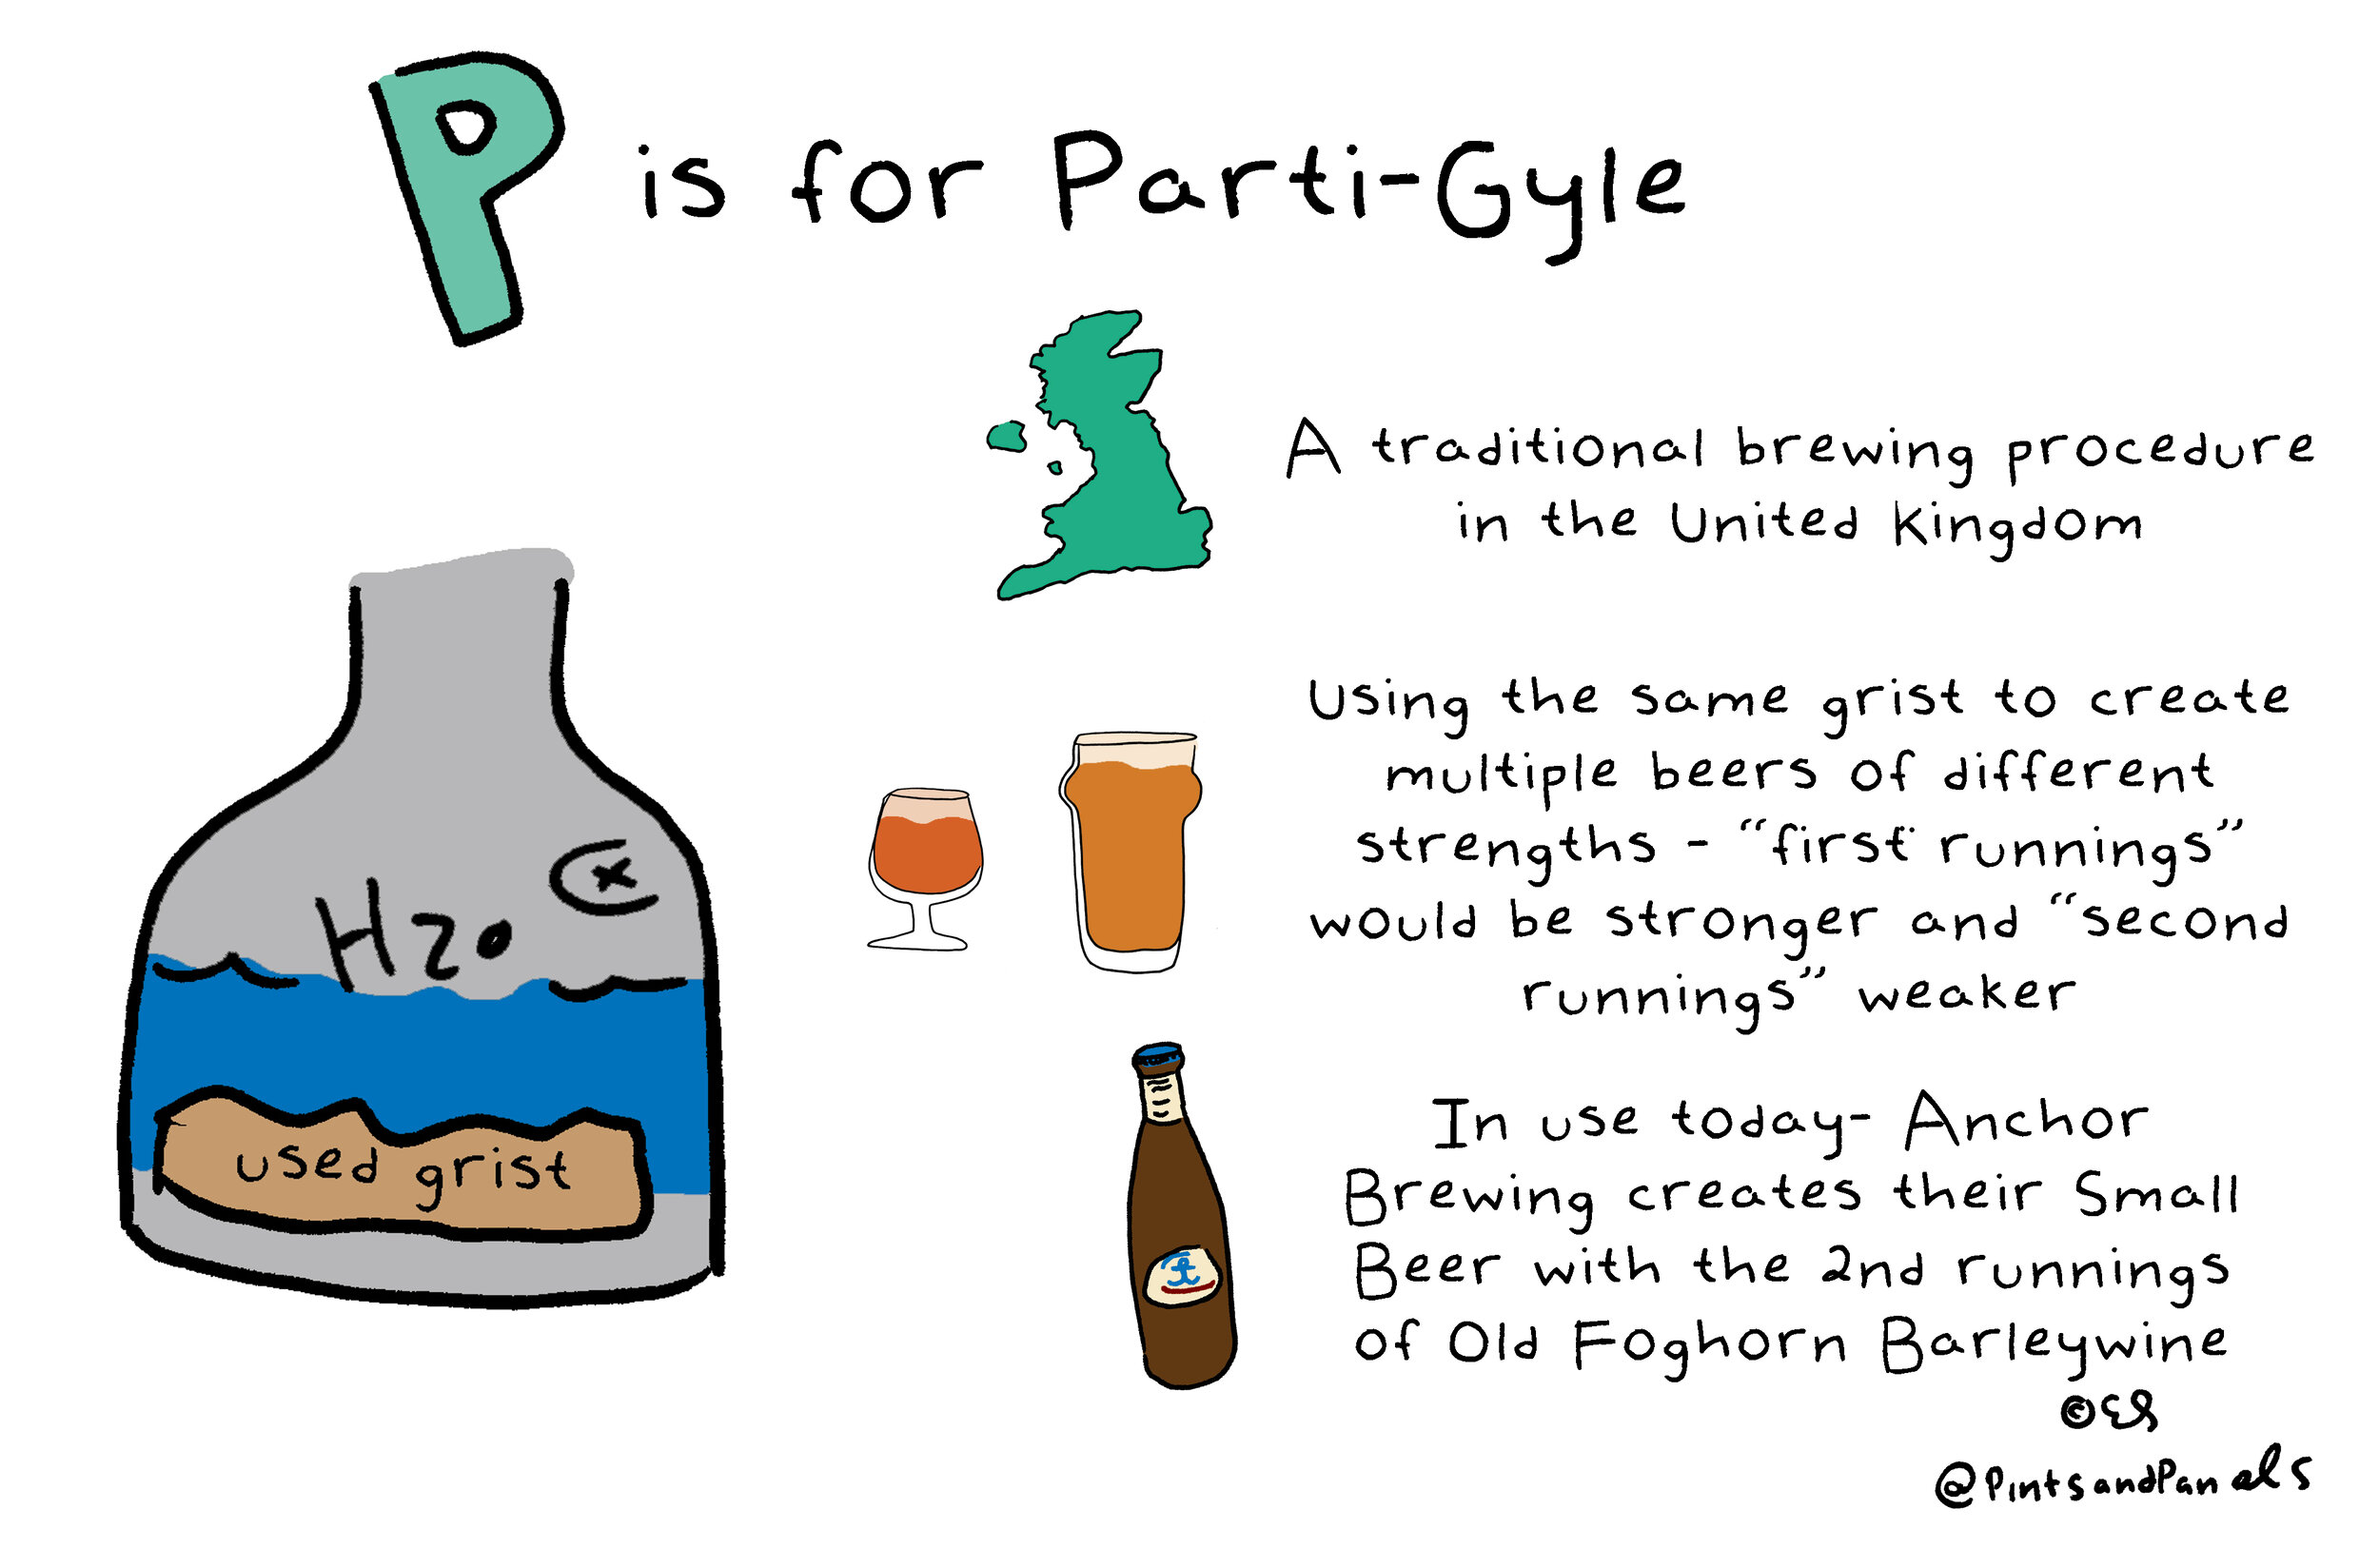 P is for Parti-Gyle
A traditional brewing procedure
in the United Kingdom
H2O
used grist
Using the same grist to create
multiple beers of different
strengths - "first runnings"
would be stronger and "second
runnings" weaker
In use today- Anchor
Brewing creates their Small
Beer with the 2nd runnings
of Old Foghorn Barleywine
©ES
@PintsandPanels